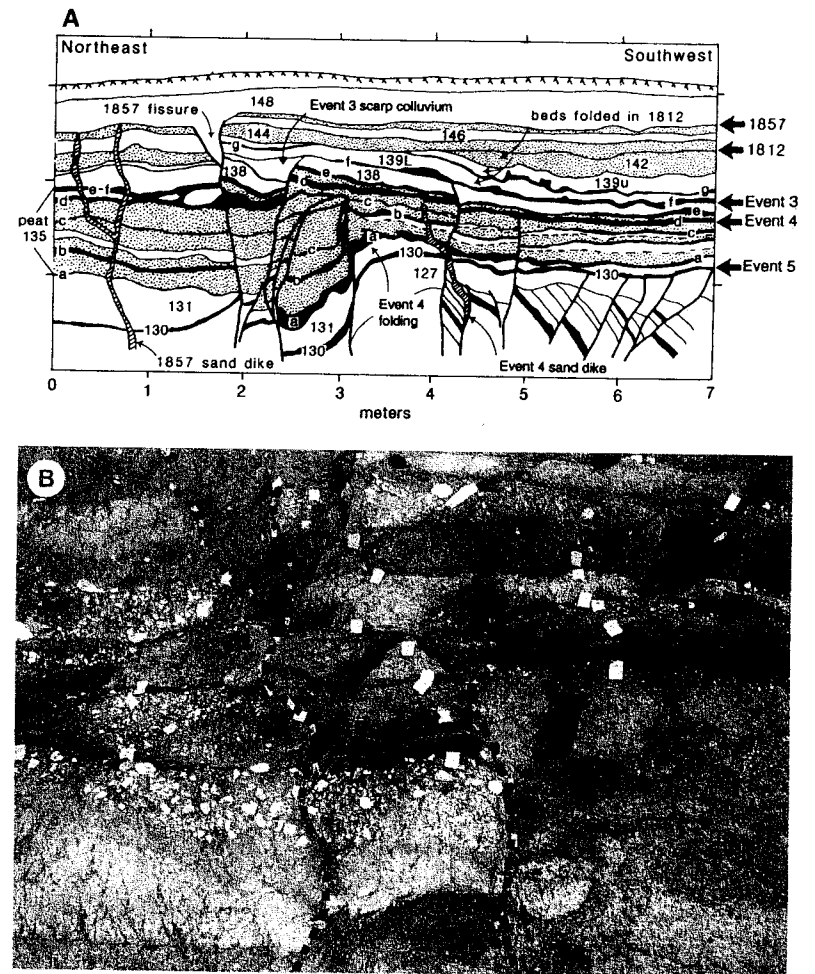 A
Northeast Southwest
148
1857 fissure
Event 3 scarp colluvium
beds folded in 1812
1857
144 146
1812
g
f 139L
142
138 e 138
139u g
e-f
f Event 3
d d e
peat
135
c c d Event 4
b c
c a
b b a
a 130 130 Event 5
127
131
Event 4
folding
a 131
130 130
1857 sand dike
Event 4 sand dike
0 1 2 3 4 5 6 7
meters
B